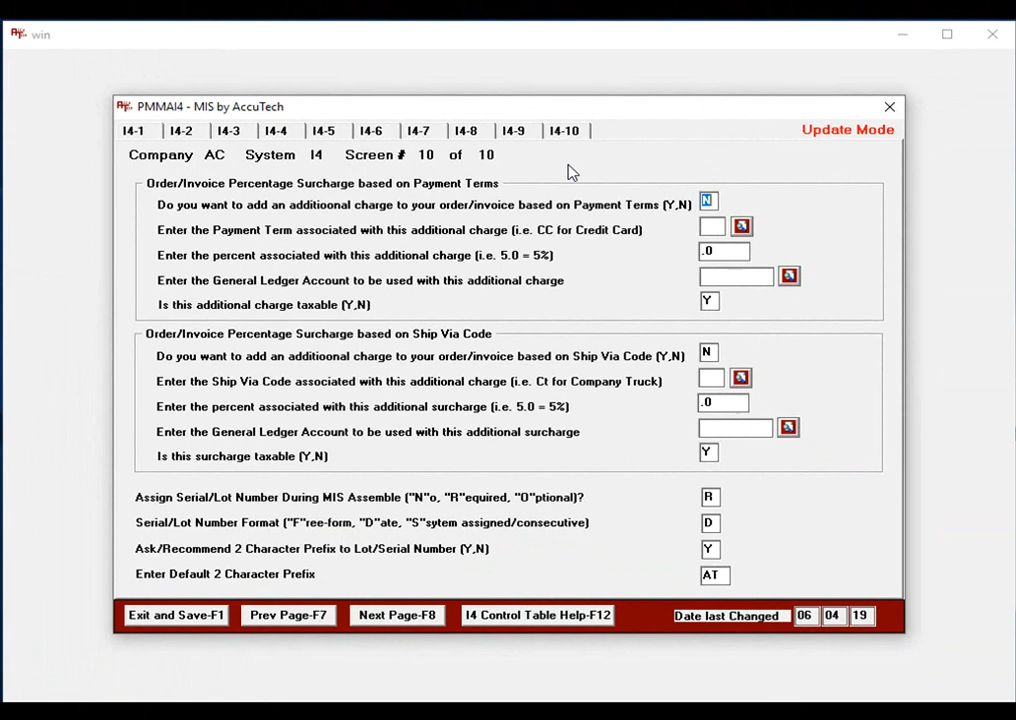 win
PMMAI4 - MIS by AccuTech
I4-1 I4-2 I4-3 I4-4 I4-5 I4-6 I4-7 I4-8 I4-9 I4-10 Update Mode
Company AC System I4 Screen # 10 of 10
Order/Invoice Percentage Surcharge based on Payment Terms
Do you want to add an additioonal charge to your order/invoice based on Payment Terms (Y,N) N
Enter the Payment Term associated with this additional charge (i.e. CC for Credit Card)
Enter the percent associated with this additional charge (i.e. 5.0 = 5%) .0
Enter the General Ledger Account to be used with this additional charge
Is this additional charge taxable (Y,N) Y
Order/Invoice Percentage Surcharge based on Ship Via Code
Do you want to add an additioonal charge to your order/invoice based on Ship Via Code (Y,N) N
Enter the Ship Via Code associated with this additional charge (i.e. Ct for Company Truck)
Enter the percent associated with this additional surcharge (i.e. 5.0 = 5%) .0
Enter the General Ledger Account to be used with this additional surcharge
Is this surcharge taxable (Y,N) Y
Assign Serial/Lot Number During MIS Assemble ("N"o, "R"equired, "O"ptional)? R
Serial/Lot Number Format ("F"ree-form, "D"ate, "S"sytem assigned/consecutive) D
Ask/Recommend 2 Character Prefix to Lot/Serial Number (Y,N) Y
Enter Default 2 Character Prefix AT
Exit and Save-F1 Prev Page-F7 Next Page-F8 I4 Control Table Help-F12 Date last Changed 06 04 19